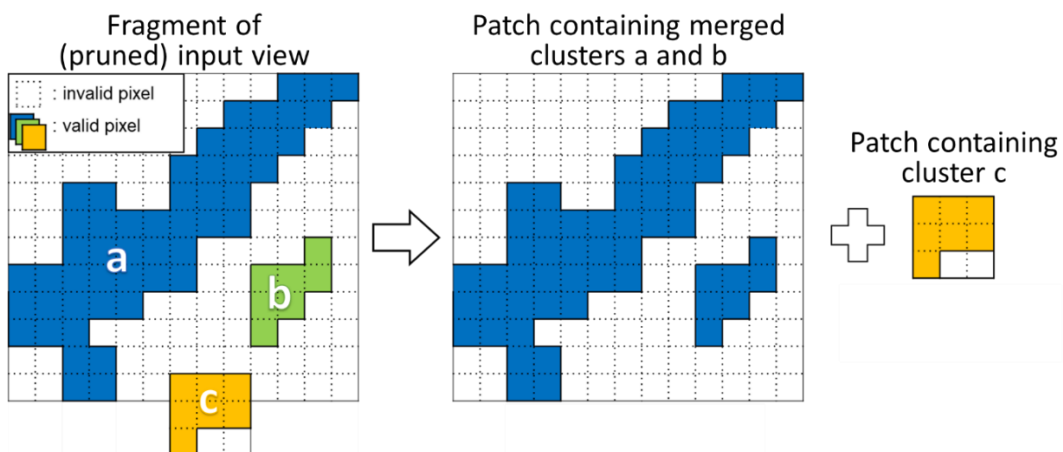 Fragment of
(pruned) input view
: invalid pixel
: valid pixel
a
b
c
Patch containing merged
clusters a and b
Patch containing
cluster c